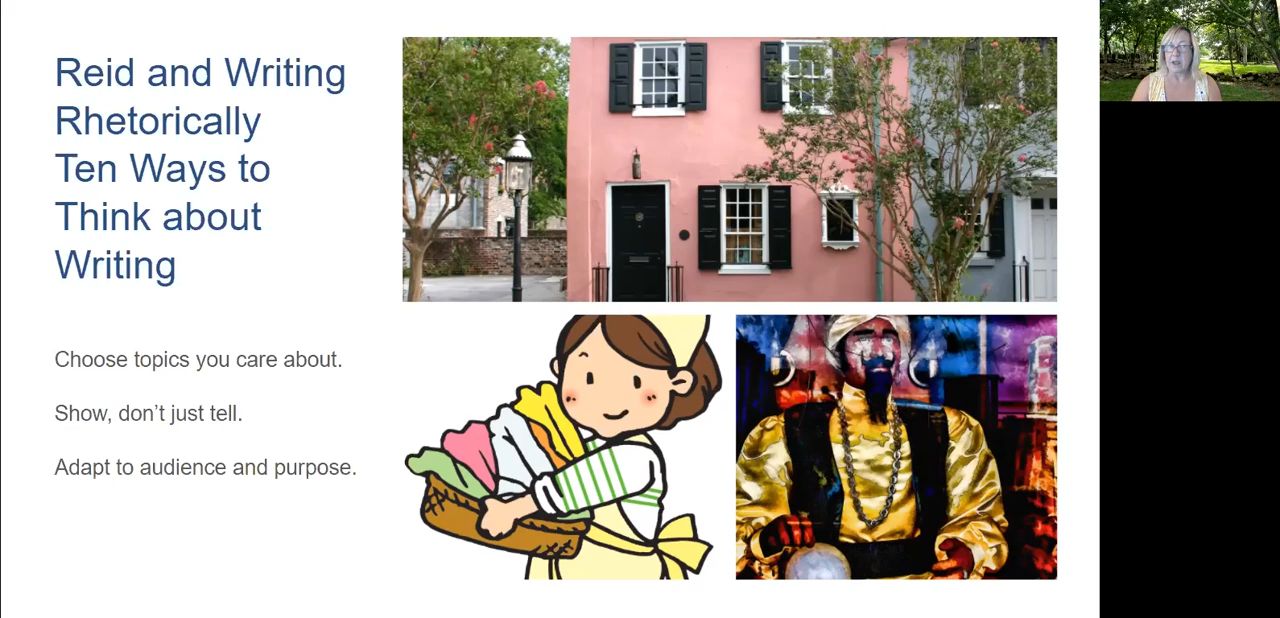 Reid and Writing
Rhetorically
Ten Ways to
Think about
Writing
Choose topics you care about.
Show, don’t just tell.
Adapt to audience and purpose.